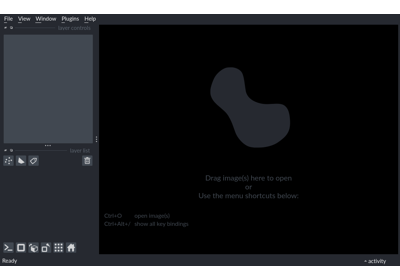 File View Window Plugins Help
layer controls
layer list
Drag image(s) here to open
or
Use the menu shortcuts below:
Ctrl+O open image(s)
Ctrl+Alt+/ show all key bindings
Ready
activity